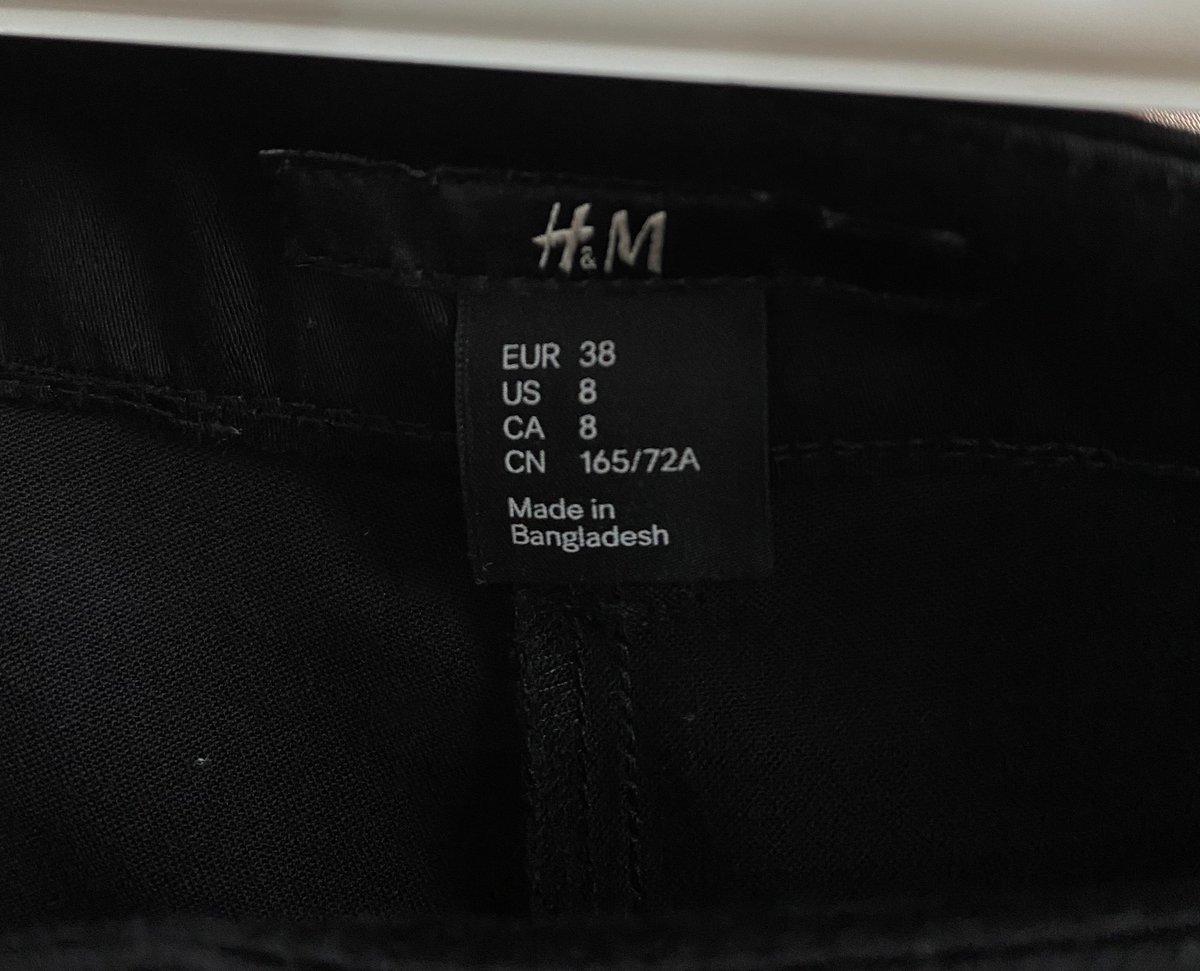 H&M
EUR 38
US 8
CA 8
CN 165/72A
Made in
Bangladesh